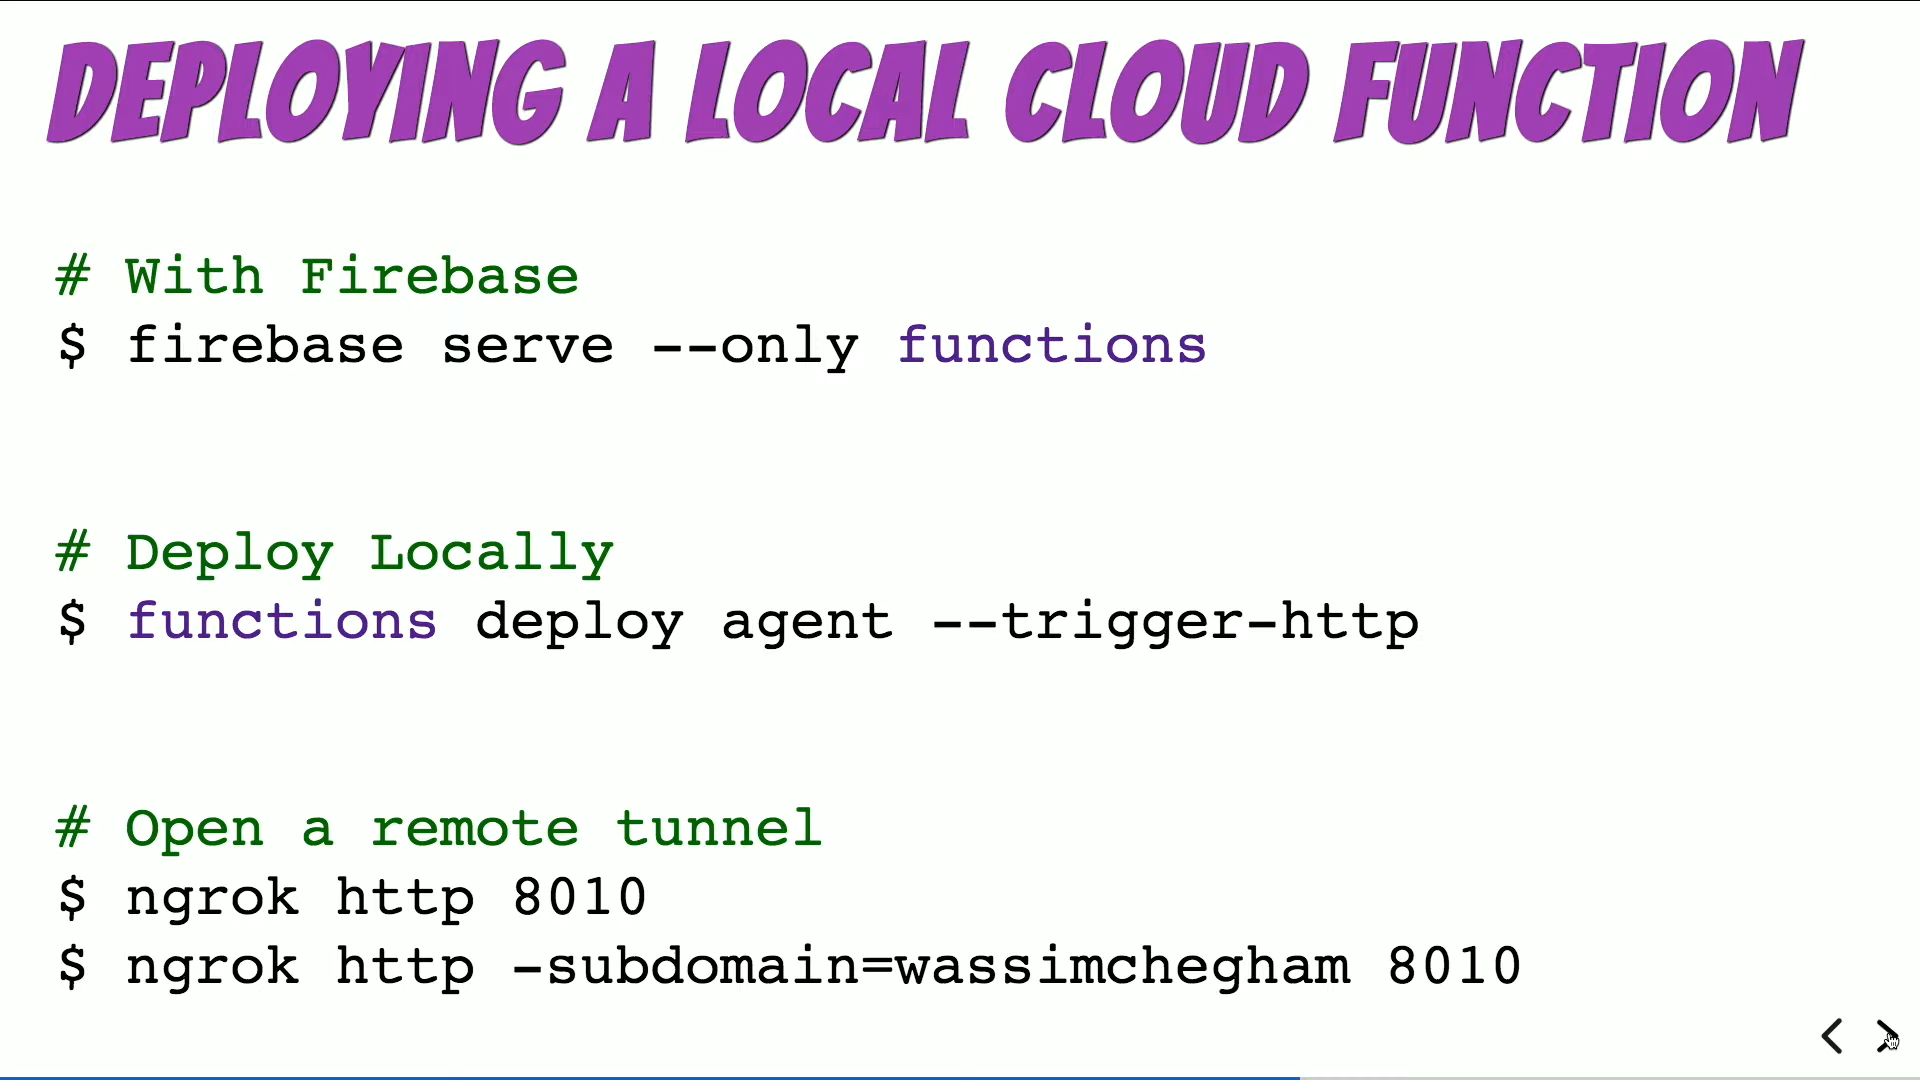 DEPLOYING A LOCAL CLOUD FUNCTION
# With Firebase
$ firebase serve --only functions
# Deploy Locally
$ functions deploy agent --trigger-http
# Open a remote tunnel
$ ngrok http 8010
$ ngrok http -subdomain=wassimchegham 8010